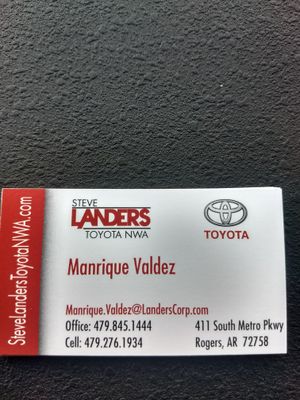 SteveLandersToyotaNWA.com
STEVE
LANDERS
TOYOTA NWA
TOYOTA
Manrique Valdez
Manrique.Valdez@LandersCorp.com
Office: 479.845.1444
Cell: 479.276.1934
411 South Metro Pkwy
Rogers, AR 72758